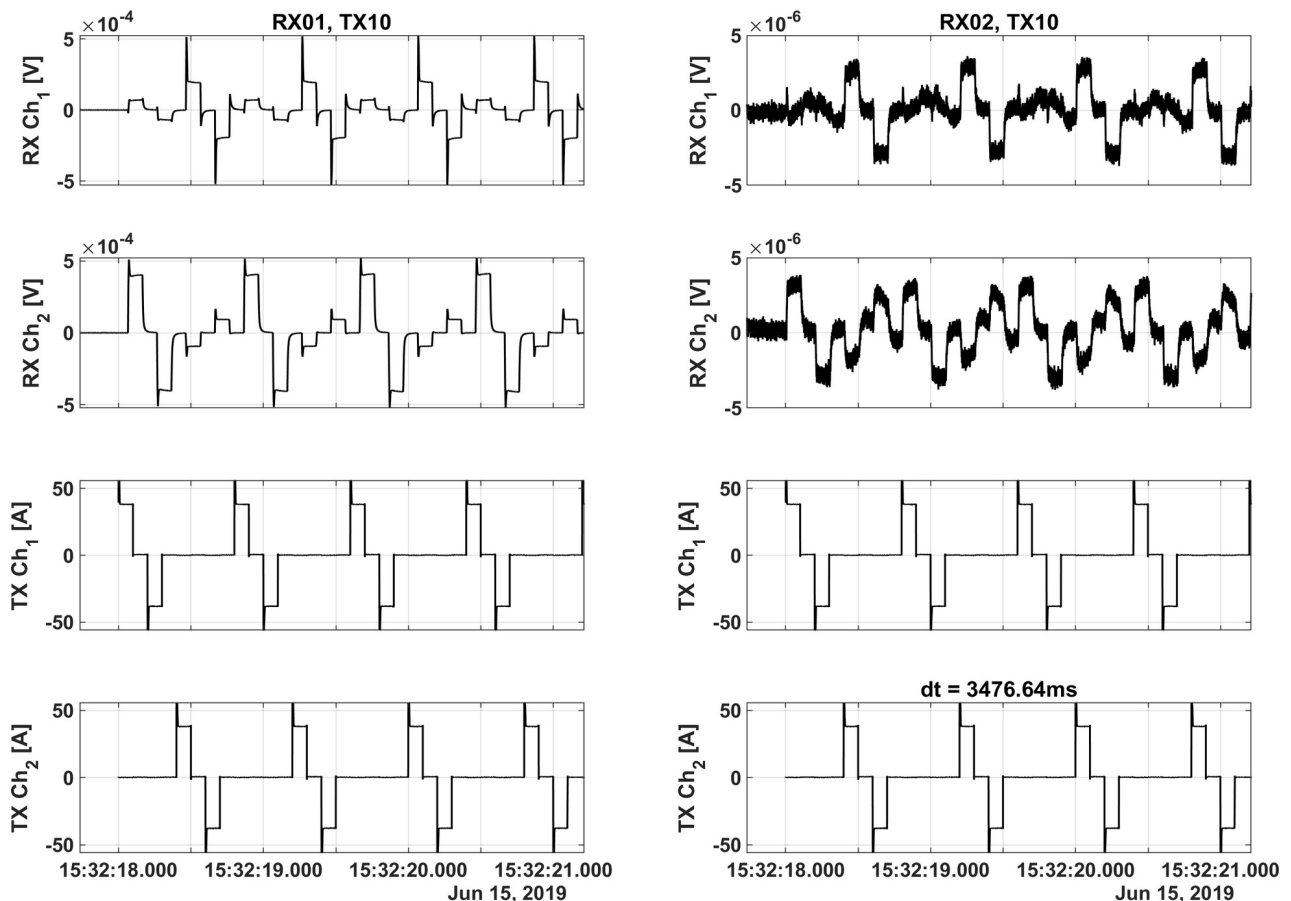 RX01, TX10
×10⁻⁴
5
0
-5
RX Ch₁ [V]
×10⁻⁴
5
0
-5
RX Ch₂ [V]
50
0
-50
TX Ch₁ [A]
50
0
-50
TX Ch₂ [A]
15:32:18.000 15:32:19.000 15:32:20.000 15:32:21.000
Jun 15, 2019
RX02, TX10
×10⁻⁶
5
0
-5
RX Ch₁ [V]
×10⁻⁶
5
0
-5
RX Ch₂ [V]
50
0
-50
TX Ch₁ [A]
dt = 3476.64ms
50
0
-50
TX Ch₂ [A]
15:32:18.000 15:32:19.000 15:32:20.000 15:32:21.000
Jun 15, 2019